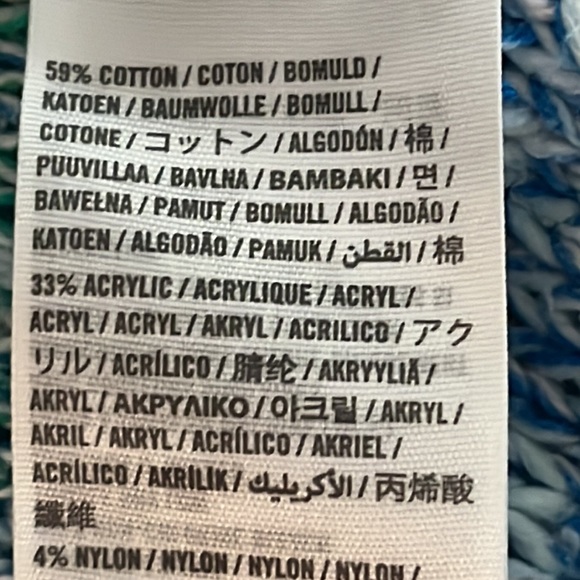 59% COTTON / COTON / BOMULD /
KATOEN / BAUMWOLLE / BOMULL /
COTONE / コットン / ALGODÓN / 棉 /
PUUVILLAA / BAVLNA / BAMBAKI / 면 /
BAWEŁNA / PAMUT / BOMULL / ALGODÃO /
KATOEN / ALGODÃO / PAMUK / القطن / 棉
33% ACRYLIC / ACRYLIQUE / ACRYL /
ACRYL / ACRYL / AKRYL / ACRILICO / アク
リル / ACRÍLICO / 腈纶 / AKRYYLIÄ /
AKRYL / ΑΚΡΥΛΙΚΟ / 아크릴 / AKRYL /
AKRIL / AKRYL / ACRÍLICO / AKRIEL /
ACRÍLICO / AKRİLİK / الأكريليك / 丙烯酸
纖維
4% NYLON / NYLON / NYLON / NYLON /